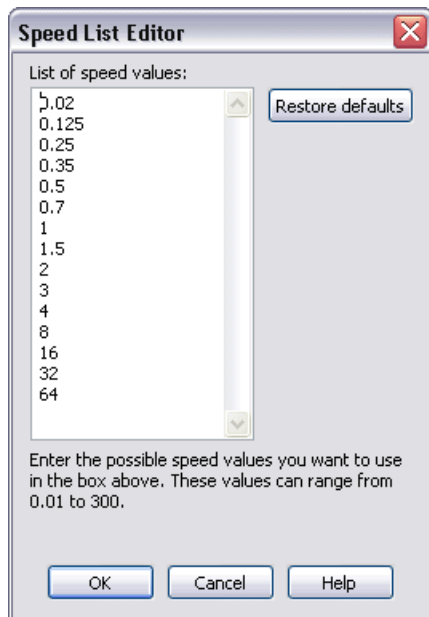 Speed List Editor
List of speed values:
0.02
0.125
0.25
0.35
0.5
0.7
1
1.5
2
3
4
8
16
32
64
Restore defaults
Enter the possible speed values you want to use
in the box above. These values can range from
0.01 to 300.
OK
Cancel
Help